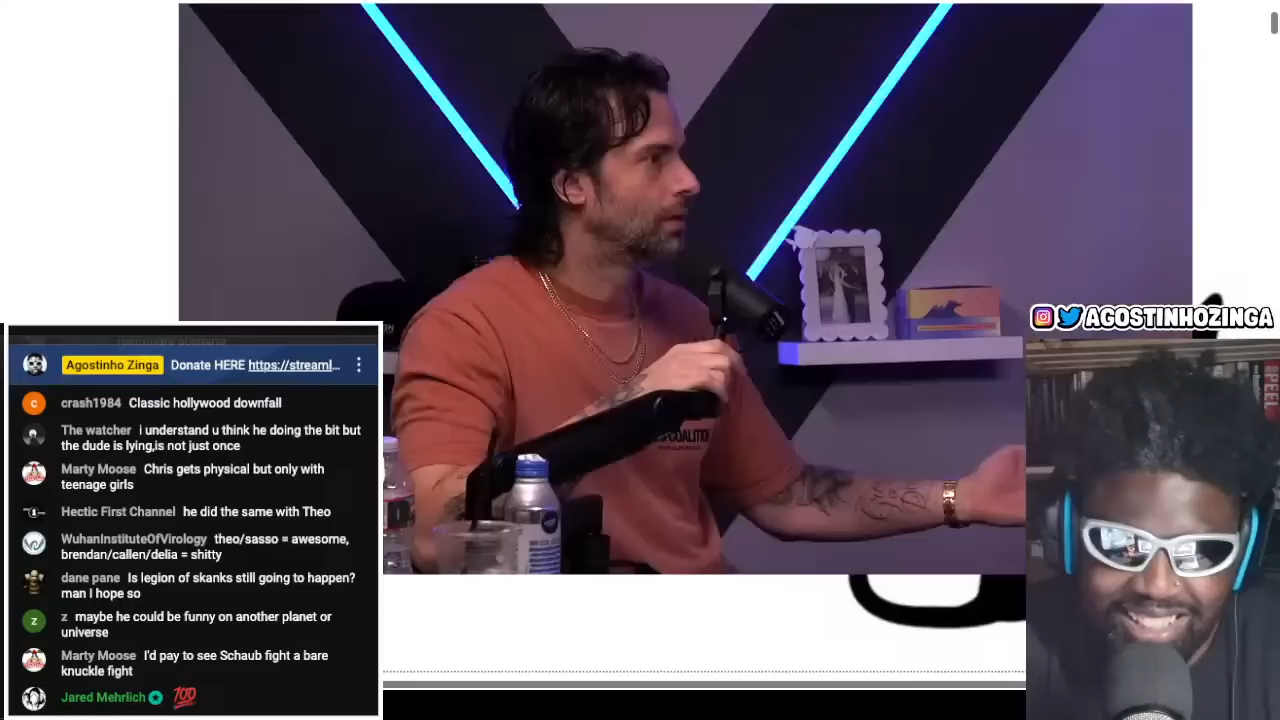 AGOSTINHOZINGA
Agostinho Zinga Donate HERE https://streaml...
crash1984 Classic hollywood downfall
The watcher i understand u think he doing the bit but
the dude is lying,is not just once
Marty Moose Chris gets physical but only with
teenage girls
Hectic First Channel he did the same with Theo
WuhanInstituteOfVirology theo/sasso = awesome,
brendan/callen/delia = shitty
dane pane Is legion of skanks still going to happen?
man I hope so
z maybe he could be funny on another planet or
universe
Marty Moose I'd pay to see Schaub fight a bare
knuckle fight
Jared Mehrlich 💯
COALITION
PEEL